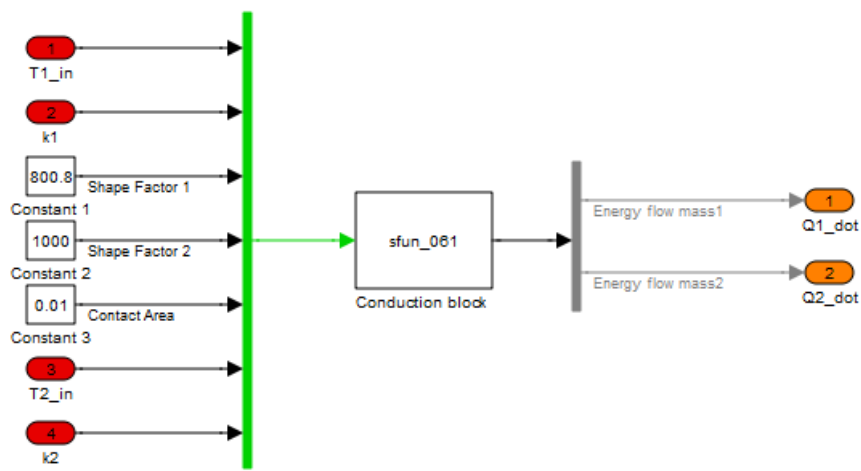 1
T1_in
2
k1
800.8
Shape Factor 1
Constant 1
1000
Shape Factor 2
Constant 2
0.01
Contact Area
Constant 3
3
T2_in
4
k2
sfun_061
Conduction block
Energy flow mass1
1
Q1_dot
Energy flow mass2
2
Q2_dot